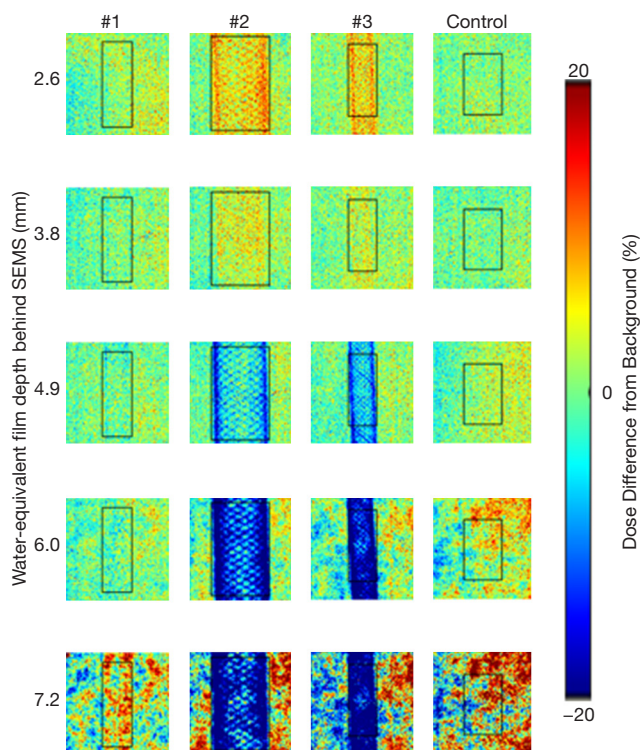 #1 #2 #3 Control
20
2.6
3.8
4.9
0
6.0
7.2
−20
Water-equivalent film depth behind SEMS (mm)
Dose Difference from Background (%)